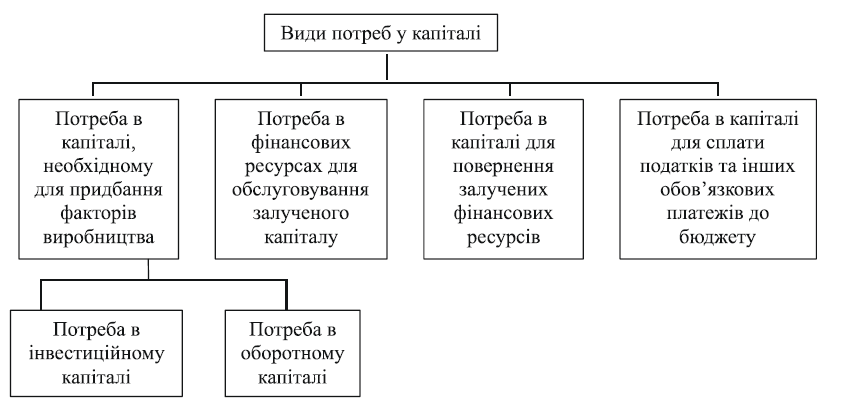 Види потреб у капіталі
Потреба в
капіталі,
необхідному
для придбання
факторів
виробництва
Потреба в
фінансових
ресурсах для
обслуговування
залученого
капіталу
Потреба в
капіталі для
повернення
залучених
фінансових
ресурсів
Потреба в капіталі
для сплати
податків та інших
обов’язкових
платежів до
бюджету
Потреба в
інвестиційному
капіталі
Потреба в
оборотному
капіталі